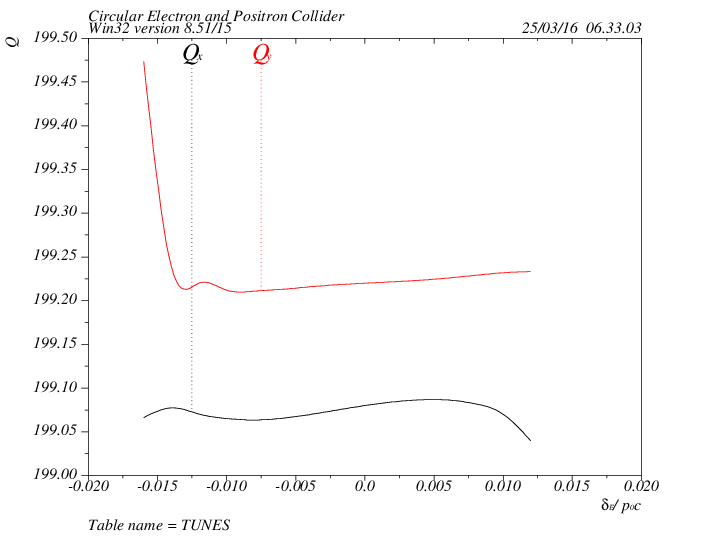 Circular Electron and Positron Collider
Win32 version 8.51/15 25/03/16 06.33.03
Q
199.50
Qx Qy
199.45
199.40
199.35
199.30
199.25
199.20
199.15
199.10
199.05
199.00
-0.020 -0.015 -0.010 -0.005 0.0 0.005 0.010 0.015 0.020
δE/ p0c
Table name = TUNES